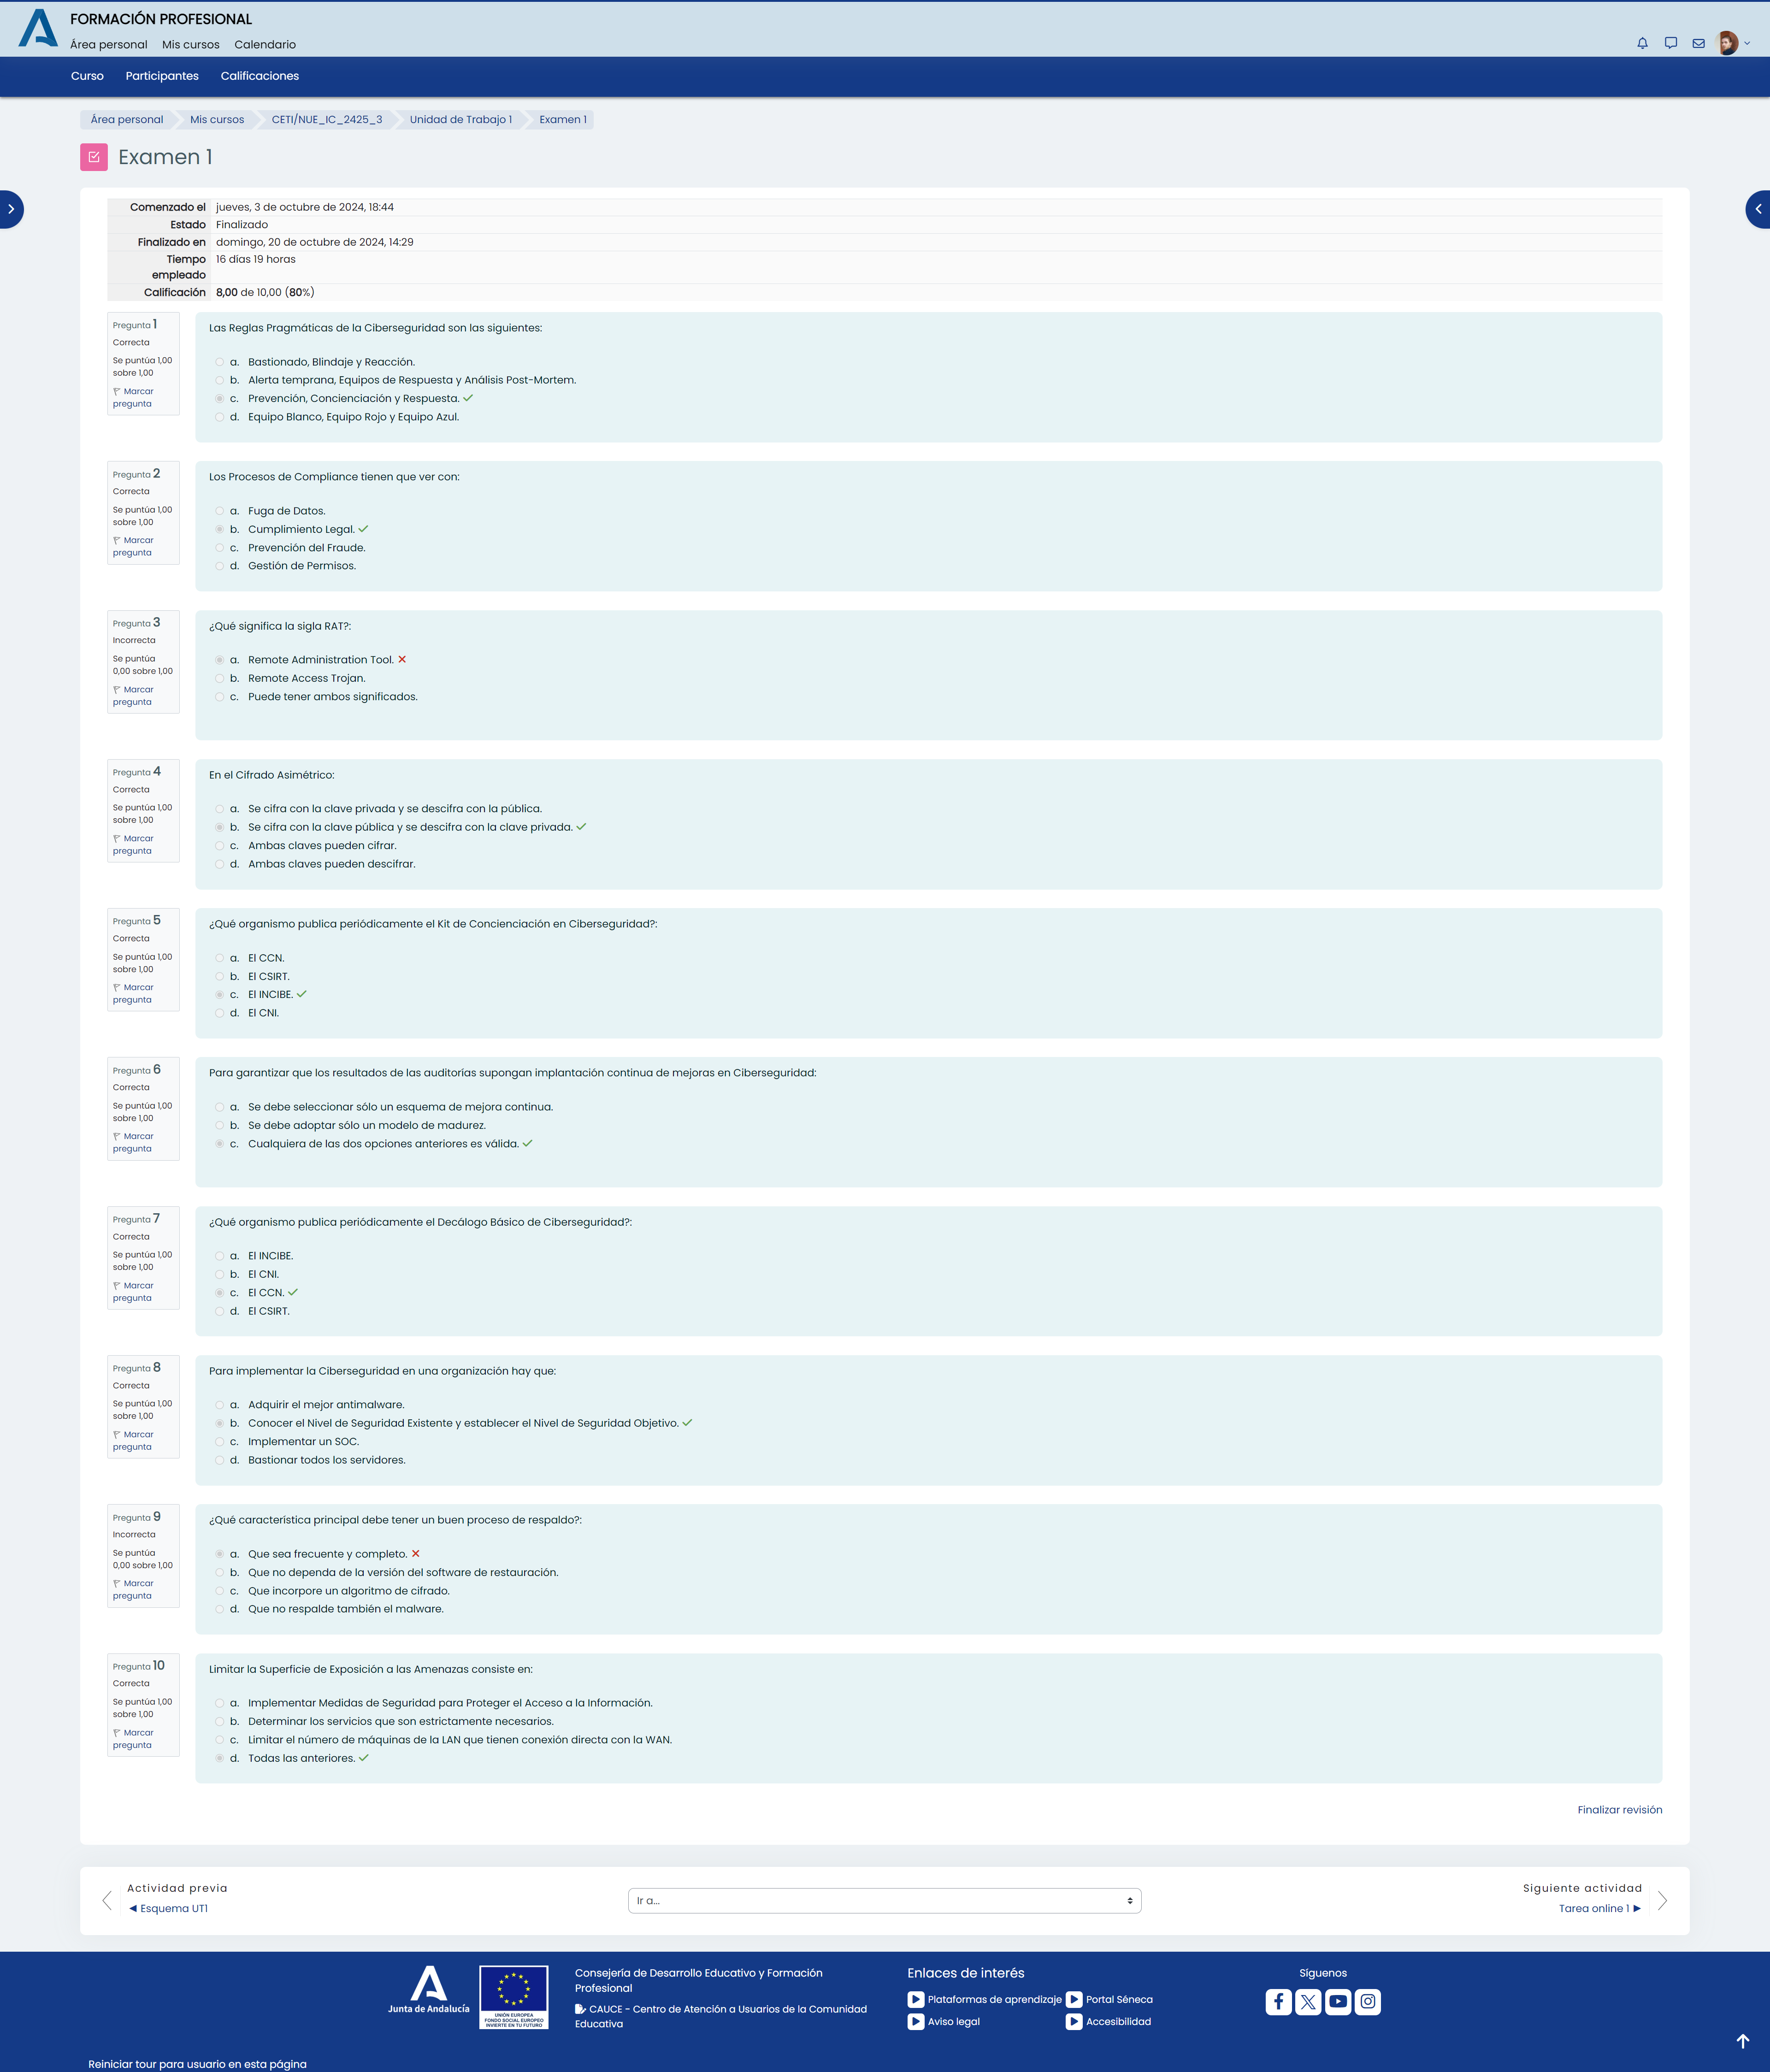 FORMACIÓN PROFESIONAL
Área personal Mis cursos Calendario
Curso Participantes Calificaciones
Área personal Mis cursos CETI/NUE_IC_2425_3 Unidad de Trabajo 1 Examen 1
Examen 1
Comenzado el jueves, 3 de octubre de 2024, 18:44
Estado Finalizado
Finalizado en domingo, 20 de octubre de 2024, 14:29
Tiempo empleado 16 días 19 horas
Calificación 8,00 de 10,00 (80%)
Pregunta 1
Correcta
Se puntúa 1,00
sobre 1,00
Marcar
pregunta
Las Reglas Pragmáticas de la Ciberseguridad son las siguientes:
a. Bastionado, Blindaje y Reacción.
b. Alerta temprana, Equipos de Respuesta y Análisis Post-Mortem.
c. Prevención, Concienciación y Respuesta.
d. Equipo Blanco, Equipo Rojo y Equipo Azul.
Pregunta 2
Correcta
Se puntúa 1,00
sobre 1,00
Marcar
pregunta
Los Procesos de Compliance tienen que ver con:
a. Fuga de Datos.
b. Cumplimiento Legal.
c. Prevención del Fraude.
d. Gestión de Permisos.
Pregunta 3
Incorrecta
Se puntúa
0,00 sobre 1,00
Marcar
pregunta
¿Qué significa la sigla RAT?:
a. Remote Administration Tool.
b. Remote Access Trojan.
c. Puede tener ambos significados.
Pregunta 4
Correcta
Se puntúa 1,00
sobre 1,00
Marcar
pregunta
En el Cifrado Asimétrico:
a. Se cifra con la clave privada y se descifra con la pública.
b. Se cifra con la clave pública y se descifra con la clave privada.
c. Ambas claves pueden cifrar.
d. Ambas claves pueden descifrar.
Pregunta 5
Correcta
Se puntúa 1,00
sobre 1,00
Marcar
pregunta
¿Qué organismo publica periódicamente el Kit de Concienciación en Ciberseguridad?:
a. El CCN.
b. El CSIRT.
c. El INCIBE.
d. El CNI.
Pregunta 6
Correcta
Se puntúa 1,00
sobre 1,00
Marcar
pregunta
Para garantizar que los resultados de las auditorías supongan implantación continua de mejoras en Ciberseguridad:
a. Se debe seleccionar sólo un esquema de mejora continua.
b. Se debe adoptar sólo un modelo de madurez.
c. Cualquiera de las dos opciones anteriores es válida.
Pregunta 7
Correcta
Se puntúa 1,00
sobre 1,00
Marcar
pregunta
¿Qué organismo publica periódicamente el Decálogo Básico de Ciberseguridad?:
a. El INCIBE.
b. El CNI.
c. El CCN.
d. El CSIRT.
Pregunta 8
Correcta
Se puntúa 1,00
sobre 1,00
Marcar
pregunta
Para implementar la Ciberseguridad en una organización hay que:
a. Adquirir el mejor antimalware.
b. Conocer el Nivel de Seguridad Existente y establecer el Nivel de Seguridad Objetivo.
c. Implementar un SOC.
d. Bastionar todos los servidores.
Pregunta 9
Incorrecta
Se puntúa
0,00 sobre 1,00
Marcar
pregunta
¿Qué característica principal debe tener un buen proceso de respaldo?:
a. Que sea frecuente y completo.
b. Que no dependa de la versión del software de restauración.
c. Que incorpore un algoritmo de cifrado.
d. Que no respalde también el malware.
Pregunta 10
Correcta
Se puntúa 1,00
sobre 1,00
Marcar
pregunta
Limitar la Superficie de Exposición a las Amenazas consiste en:
a. Implementar Medidas de Seguridad para Proteger el Acceso a la Información.
b. Determinar los servicios que son estrictamente necesarios.
c. Limitar el número de máquinas de la LAN que tienen conexión directa con la WAN.
d. Todas las anteriores.
Finalizar revisión
Actividad previa
◄ Esquema UT1
Ir a...
Siguiente actividad
Tarea online 1 ►
Junta de Andalucía
UNIÓN EUROPEA
FONDO SOCIAL EUROPEO
INVIERTE EN TU FUTURO
Consejería de Desarrollo Educativo y Formación
Profesional
CAUCE - Centro de Atención a Usuarios de la Comunidad
Educativa
Enlaces de interés
Plataformas de aprendizaje Portal Séneca
Aviso legal Accesibilidad
Síguenos
Reiniciar tour para usuario en esta página